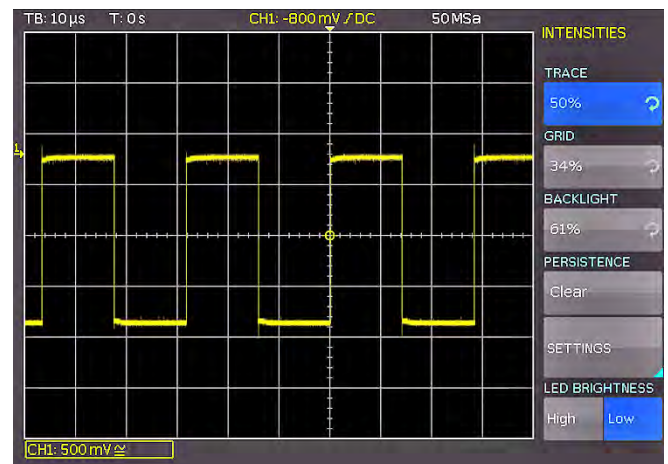 TB: 10 µs T: 0 s CH1: -800 mV / DC 50 MSa
INTENSITIES
TRACE
50%
GRID
34%
BACKLIGHT
61%
PERSISTENCE
Clear
SETTINGS
LED BRIGHTNESS
High Low
1
CH1: 500 mV ≅